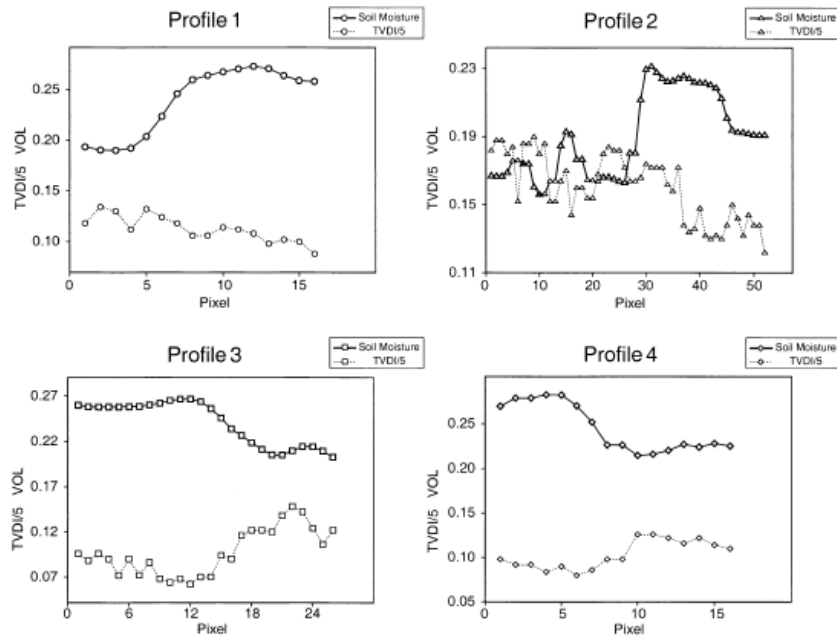 Profile 1
Soil Moisture
TVDI/5
TVDI/5 VOL
0.25
0.20
0.15
0.10
0 5 10 15
Pixel
Profile 2
Soil Moisture
TVDI/5
TVDI/5 VOL
0.23
0.19
0.15
0.11
0 10 20 30 40 50
Pixel
Profile 3
Soil Moisture
TVDI/5
TVDI/5 VOL
0.27
0.22
0.17
0.12
0.07
0 6 12 18 24
Pixel
Profile 4
Soil Moisture
TVDI/5
TVDI/5 VOL
0.25
0.20
0.15
0.10
0.05
0 5 10 15
Pixel